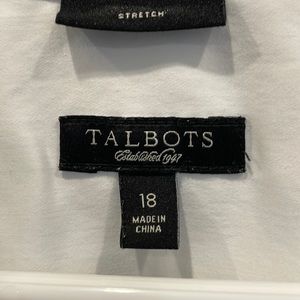 STRETCH
TALBOTS
Established 1947
18
MADE IN
CHINA